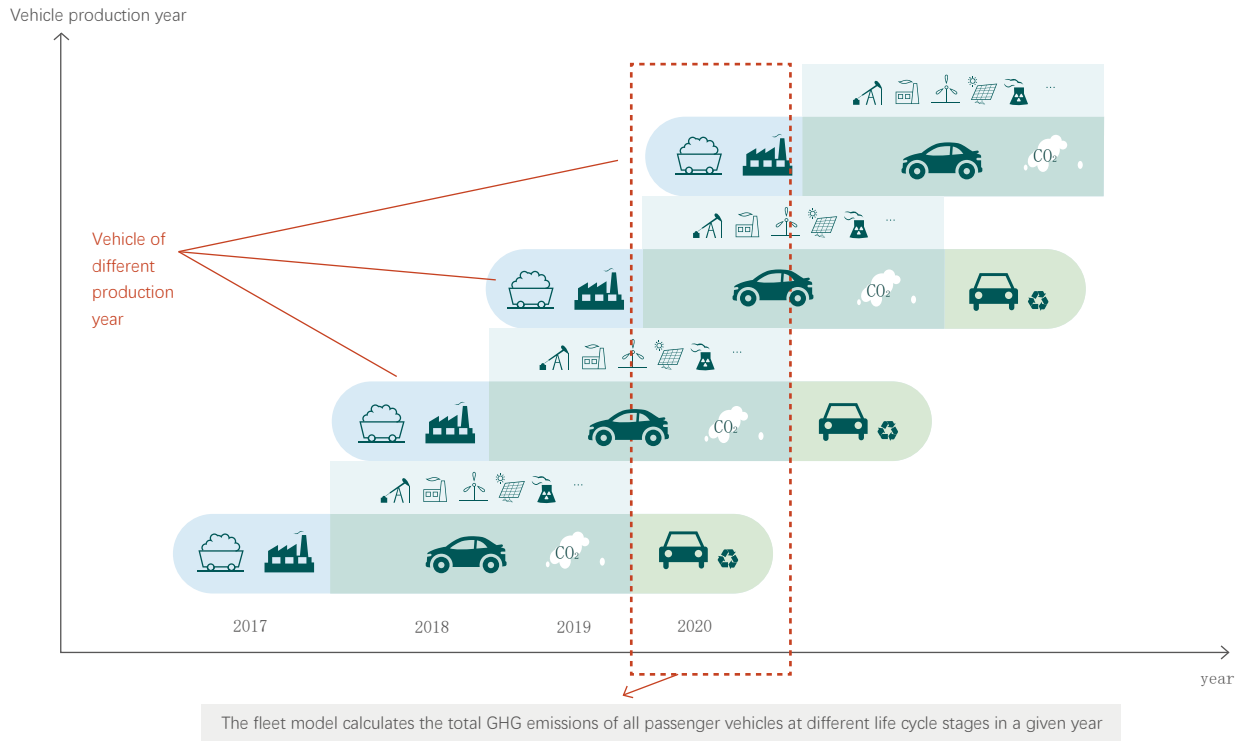 Vehicle production year
...
CO₂
...
Vehicle of
different
production
year
CO₂
...
CO₂
...
CO₂
2017
2018
2019
2020
year
The fleet model calculates the total GHG emissions of all passenger vehicles at different life cycle stages in a given year